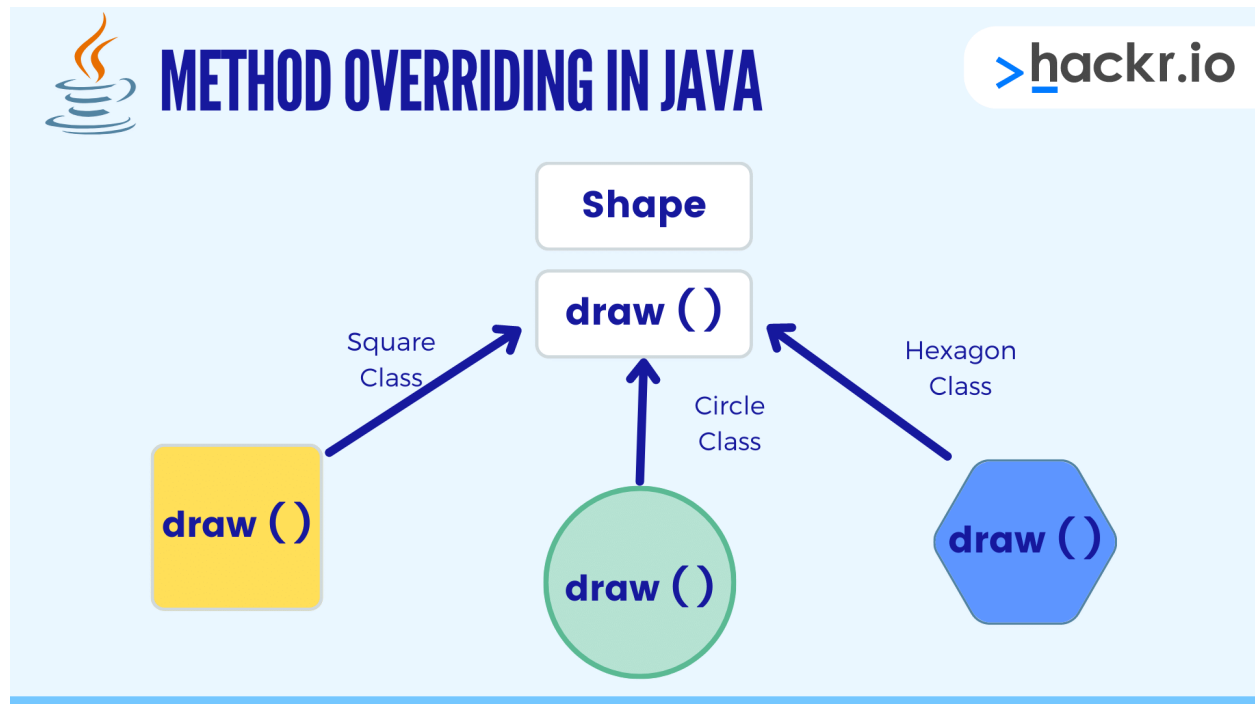 METHOD OVERRIDING IN JAVA
>hackr.io
Shape
draw ( )
Square
Class
Hexagon
Class
Circle
Class
draw ( )
draw ( )
draw ( )